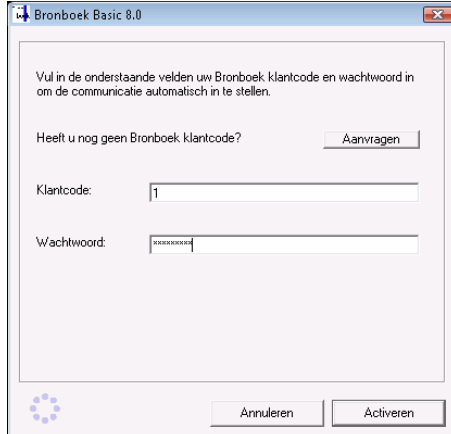 Bronboek Basic 8.0
Vul in de onderstaande velden uw Bronboek klantcode en wachtwoord in
om de communicatie automatisch in te stellen.
Heeft u nog geen Bronboek klantcode?
Aanvragen
Klantcode:
1
Wachtwoord:
×××××××××
Annuleren
Activeren